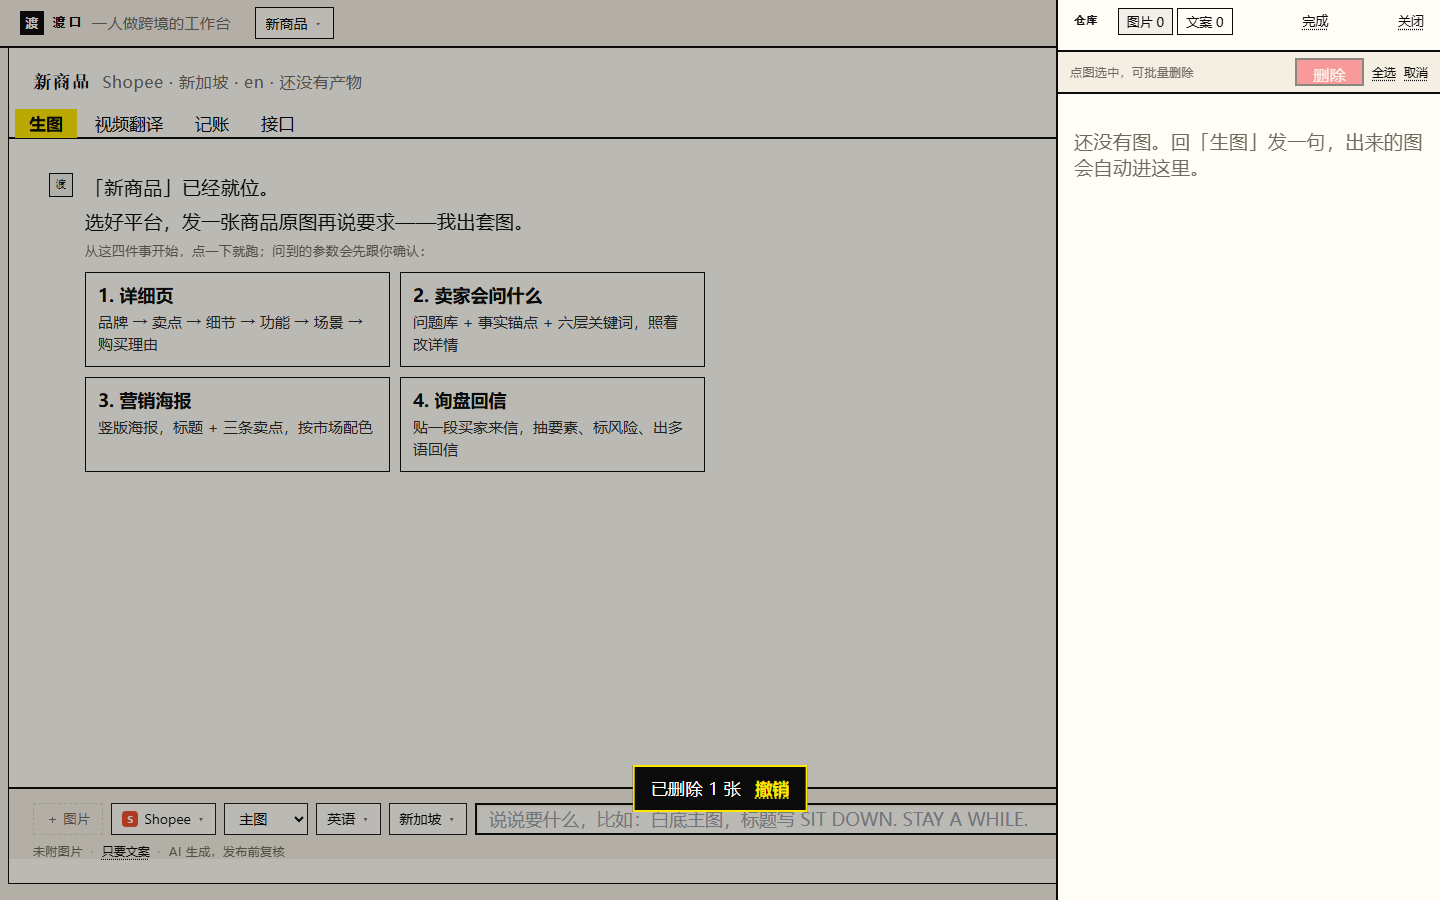 渡 渡口 一人做跨境的工作台 新商品
仓库 图片 0 文案 0 完成 关闭
点图选中，可批量删除 删除 全选 取消
还没有图。回「生图」发一句，出来的图
会自动进这里。
新商品 Shopee · 新加坡 · en · 还没有产物
生图 视频翻译 记账 接口
渡 「新商品」已经就位。
选好平台，发一张商品原图再说要求——我出套图。
从这四件事开始，点一下就跑；问到的参数会先跟你确认：
1. 详细页
品牌 → 卖点 → 细节 → 功能 → 场景 →
购买理由
2. 卖家会问什么
问题库 + 事实锚点 + 六层关键词，照着
改详情
3. 营销海报
竖版海报，标题 + 三条卖点，按市场配色
4. 询盘回信
贴一段买家来信，抽要素、标风险、出多
语回信
已删除 1 张 撤销
+ 图片 S Shopee 主图 英语 新加坡 说说要什么，比如：白底主图，标题写 SIT DOWN. STAY A WHILE.
未附图片 · 只要文案 · AI 生成，发布前复核